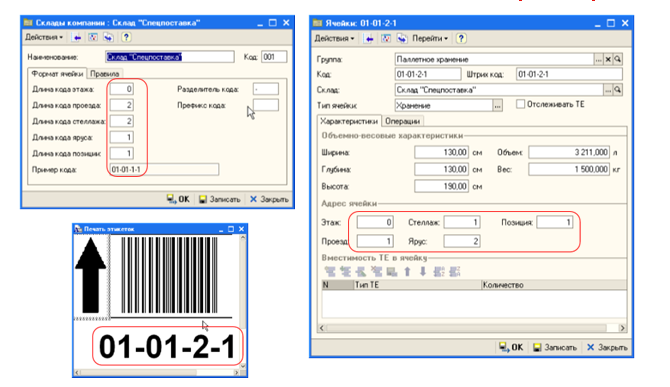 Склады компании : Склад "Спецпоставка"
Действия
Наименование: Склад "Спецпоставка" Код: 001
Формат ячейки Правила
Длина кода этажа: 0 Разделитель кода: -
Длина кода проезда: 2 Префикс кода:
Длина кода стеллажа: 2
Длина кода яруса: 1
Длина кода позиции: 1
Пример кода: 01-01-1-1
OK Записать Закрыть
Печать этикеток
01-01-2-1
Ячейки: 01-01-2-1
Действия Перейти
Группа: Паллетное хранение
Код: 01-01-2-1 Штрих код: 01-01-2-1
Склад: Склад "Спецпоставка"
Тип ячейки: Хранение ... Отслеживать ТЕ
Характеристики Операции
Объемно-весовые характеристики
Ширина: 130,00 см Объем: 3 211,000 л
Глубина: 130,00 см Вес: 1 500,000 кг
Высота: 190,00 см
Адрес ячейки
Этаж: 0 Стеллаж: 1 Позиция: 1
Проезд: 1 Ярус: 2
Вместимость ТЕ в ячейку
N Тип ТЕ Количество
OK Записать Закрыть